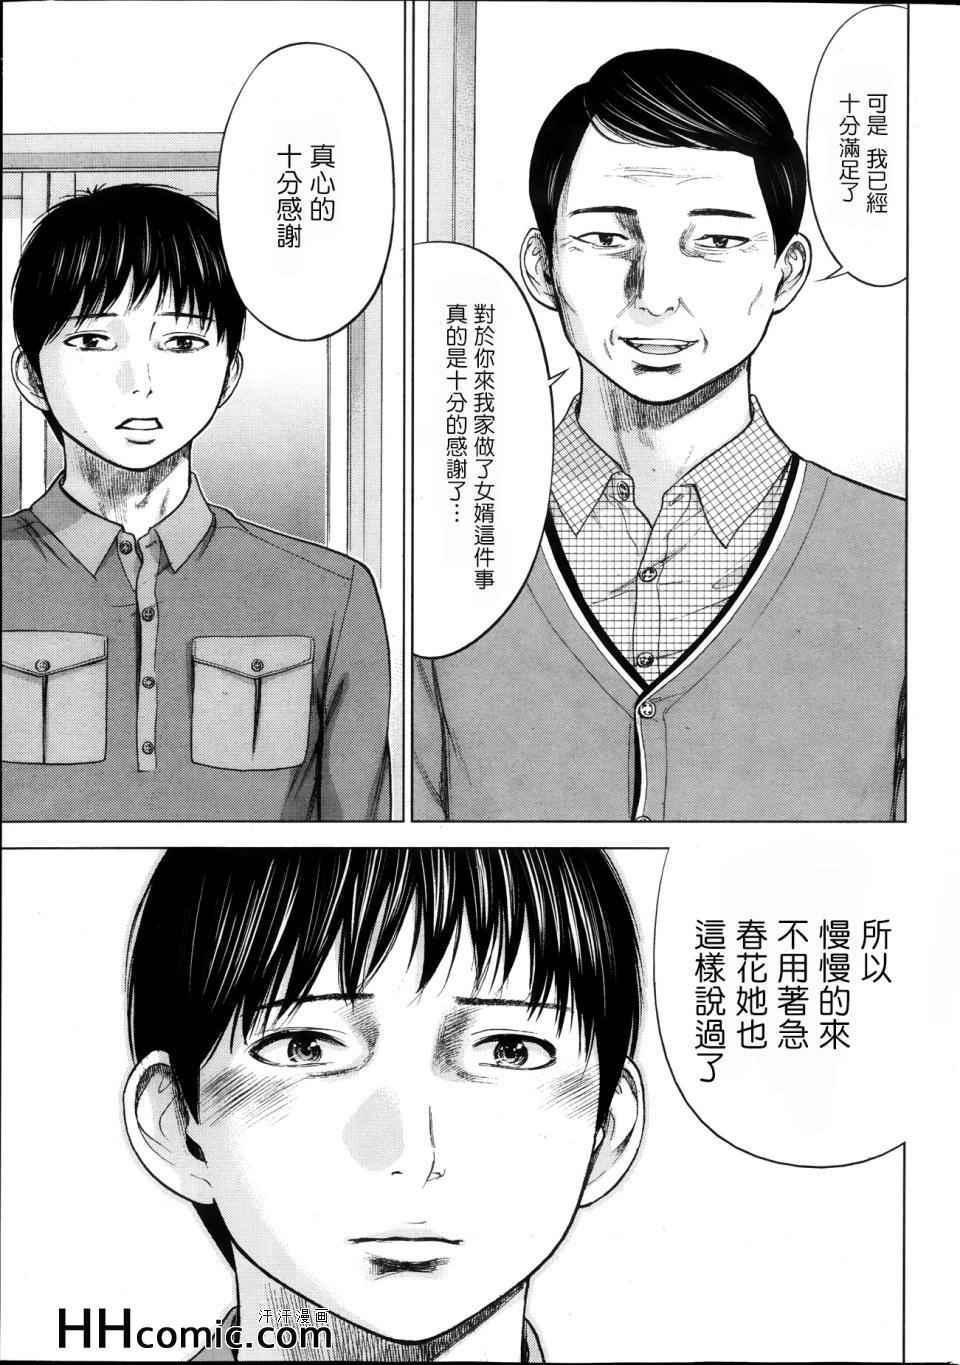 可是 我已經
十分滿足了
對於你來我家做了女婿這件事
真的是十分的感謝了…
真心的
十分感謝
所以
慢慢的來
不用著急
春花她也
這樣說過了
汗汗漫画
HHcomic.com